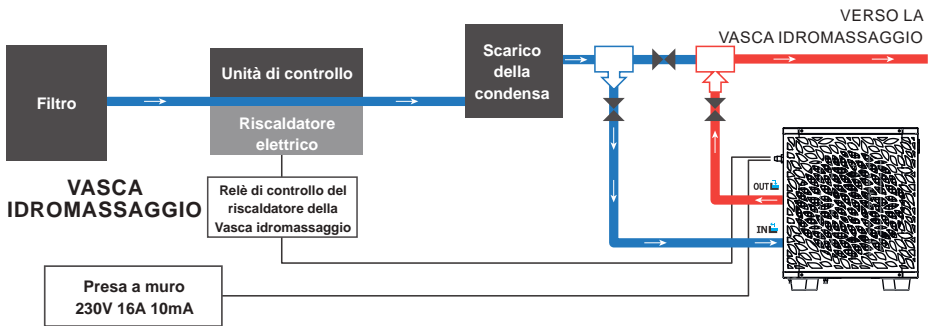 Filtro
Unità di controllo
Riscaldatore
elettrico
Scarico
della
condensa
VERSO LA
VASCA IDROMASSAGGIO
VASCA
IDROMASSAGGIO
Relè di controllo del
riscaldatore della
Vasca idromassaggio
OUT
IN
Presa a muro
230V 16A 10mA